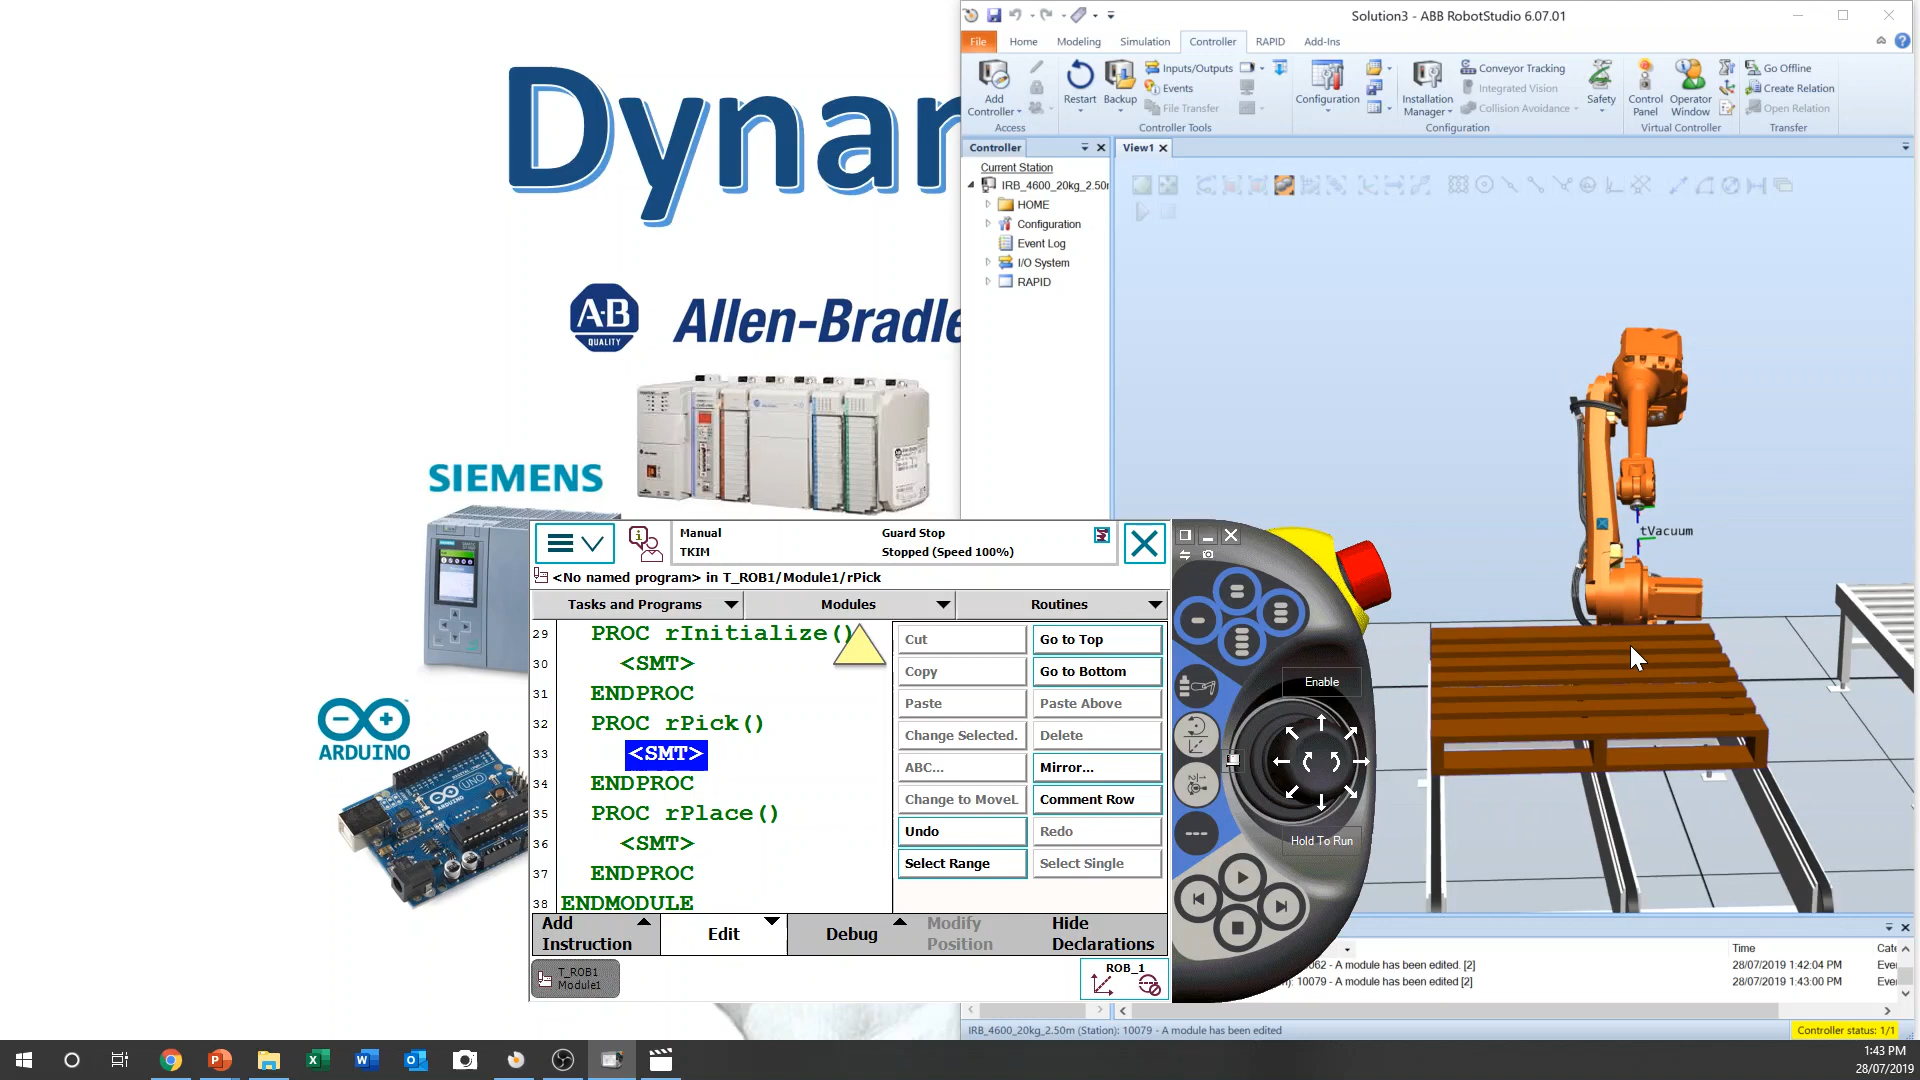 Solution3 - ABB RobotStudio 6.07.01
File
Home
Modeling
Simulation
Controller
RAPID
Add-Ins
Add
Controller
Restart
Backup
Inputs/Outputs
Events
File Transfer
Configuration
Installation
Manager
Conveyor Tracking
Integrated Vision
Collision Avoidance
Safety
Control
Panel
Operator
Window
Go Offline
Create Relation
Open Relation
Access
Controller Tools
Configuration
Virtual Controller
Transfer
Controller
View1
Current Station
IRB_4600_20kg_2.50
HOME
Configuration
Event Log
I/O System
RAPID
Dynar
A-B
QUALITY
Allen-Bradle
SIEMENS
ARDUINO
tVacuum
Manual
TKIM
Guard Stop
Stopped (Speed 100%)
<No named program> in T_ROB1/Module1/rPick
Tasks and Programs
Modules
Routines
29 PROC rInitialize()
30 <SMT>
31 ENDPROC
32 PROC rPick()
33 <SMT>
34 ENDPROC
35 PROC rPlace()
36 <SMT>
37 ENDPROC
38 ENDMODULE
Cut
Go to Top
Copy
Go to Bottom
Paste
Paste Above
Change Selected.
Delete
ABC...
Mirror...
Change to MoveL
Comment Row
Undo
Redo
Select Range
Select Single
Add
Instruction
Edit
Debug
Modify
Position
Hide
Declarations
T_ROB1
Module1
ROB_1
Enable
Hold To Run
Time
Cate
062 - A module has been edited. [2]
28/07/2019 1:42:04 PM
Eve
): 10079 - A module has been edited [2]
28/07/2019 1:43:00 PM
Eve
IRB_4600_20kg_2.50m (Station): 10079 - A module has been edited
Controller status: 1/1
1:43 PM
28/07/2019